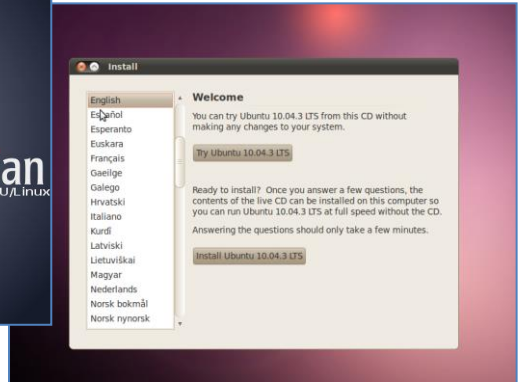 an
U/Linux
Install
English
Español
Esperanto
Euskara
Français
Gaeilge
Galego
Hrvatski
Italiano
Kurdî
Latviski
Lietuviškai
Magyar
Nederlands
Norsk bokmål
Norsk nynorsk
Welcome
You can try Ubuntu 10.04.3 LTS from this CD without
making any changes to your system.
Try Ubuntu 10.04.3 LTS
Ready to install? Once you answer a few questions, the
contents of the live CD can be installed on this computer so
you can run Ubuntu 10.04.3 LTS at full speed without the CD.
Answering the questions should only take a few minutes.
Install Ubuntu 10.04.3 LTS